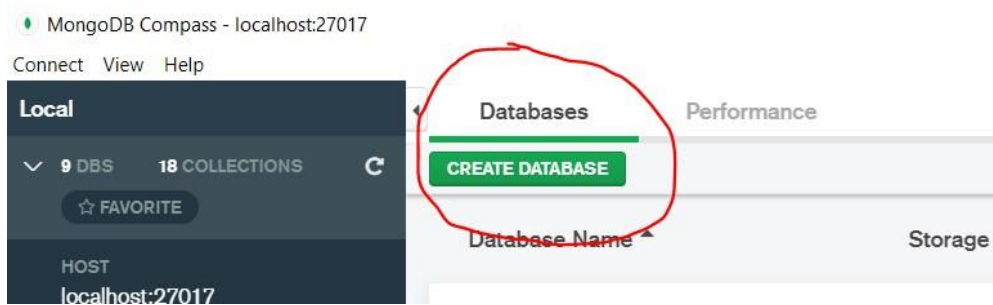 MongoDB Compass - localhost:27017
Connect View Help
Local
Databases Performance
9 DBS 18 COLLECTIONS
CREATE DATABASE
☆ FAVORITE
Database Name Storage
HOST
localhost:27017